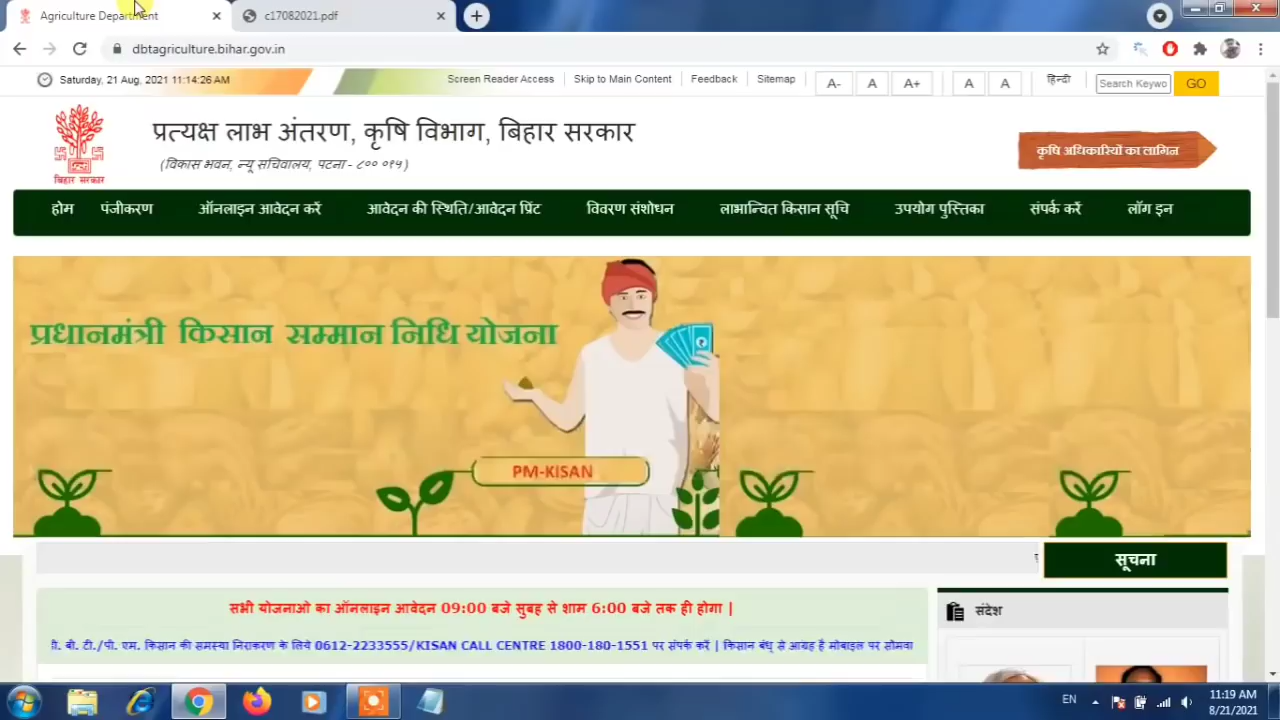 Agriculture Department
c17082021.pdf
dbtagriculture.bihar.gov.in
Saturday, 21 Aug, 2021 11:14:26 AM
Screen Reader Access Skip to Main Content Feedback Sitemap A- A A+ A A हिन्दी Search Keywo GO
प्रत्यक्ष लाभ अंतरण, कृषि विभाग, बिहार सरकार
(विकास भवन, न्यू सचिवालय, पटना - ८०० ०१५)
बिहार सरकार
कृषि अधिकारियों का लागिन
होम पंजीकरण ऑनलाइन आवेदन करें आवेदन की स्थिति/आवेदन प्रिंट विवरण संशोधन लाभान्वित किसान सूचि उपयोग पुस्तिका संपर्क करें लॉग इन
प्रधानमंत्री किसान सम्मान निधि योजना
PM-KISAN
सूचना
सभी योजनाओ का ऑनलाइन आवेदन 09:00 बजे सुबह से शाम 6:00 बजे तक ही होगा |
संदेश
ी. बी. टी./पी. एम. किसान की समस्या निराकरण के लिये 0612-2233555/KISAN CALL CENTRE 1800-180-1551 पर संपर्क करें | किसान बंधु से आग्रह है मोबाइल पर सोमवा
EN
11:19 AM
8/21/2021